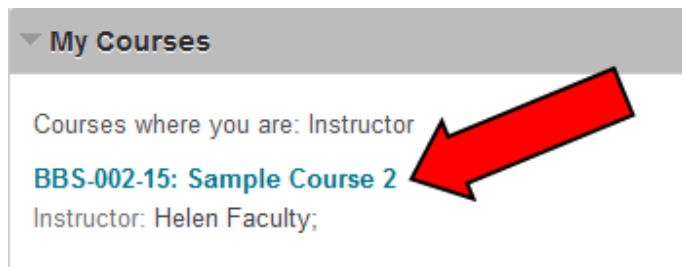 My Courses
Courses where you are: Instructor
BBS-002-15: Sample Course 2
Instructor: Helen Faculty;